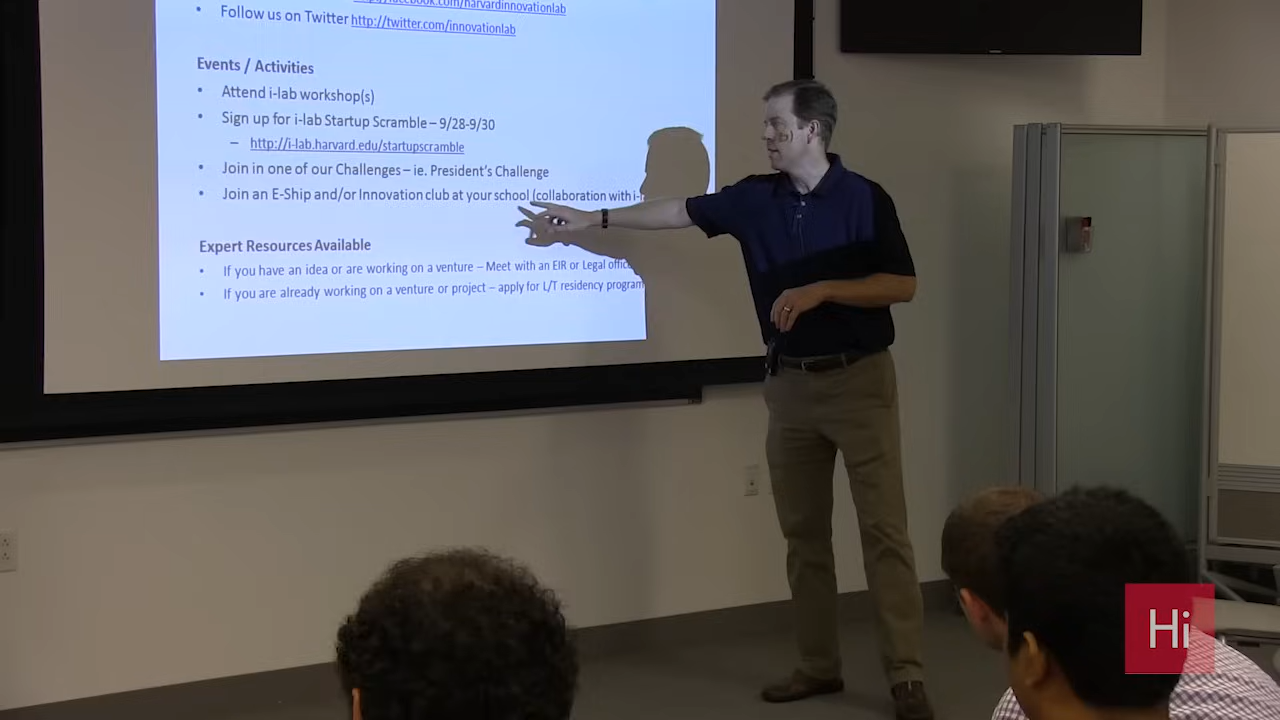 http://facebook.com/harvardinnovationlab
• Follow us on Twitter http://twitter.com/innovationlab
Events / Activities
• Attend i-lab workshop(s)
• Sign up for i-lab Startup Scramble – 9/28-9/30
– http://i-lab.harvard.edu/startupscramble
• Join in one of our Challenges – ie. President's Challenge
• Join an E-Ship and/or Innovation club at your school (collaboration with
Expert Resources Available
• If you have an idea or are working on a venture – Meet with an EIR or Legal
• If you are already working on a venture or project – apply for L/T residency program
Hi